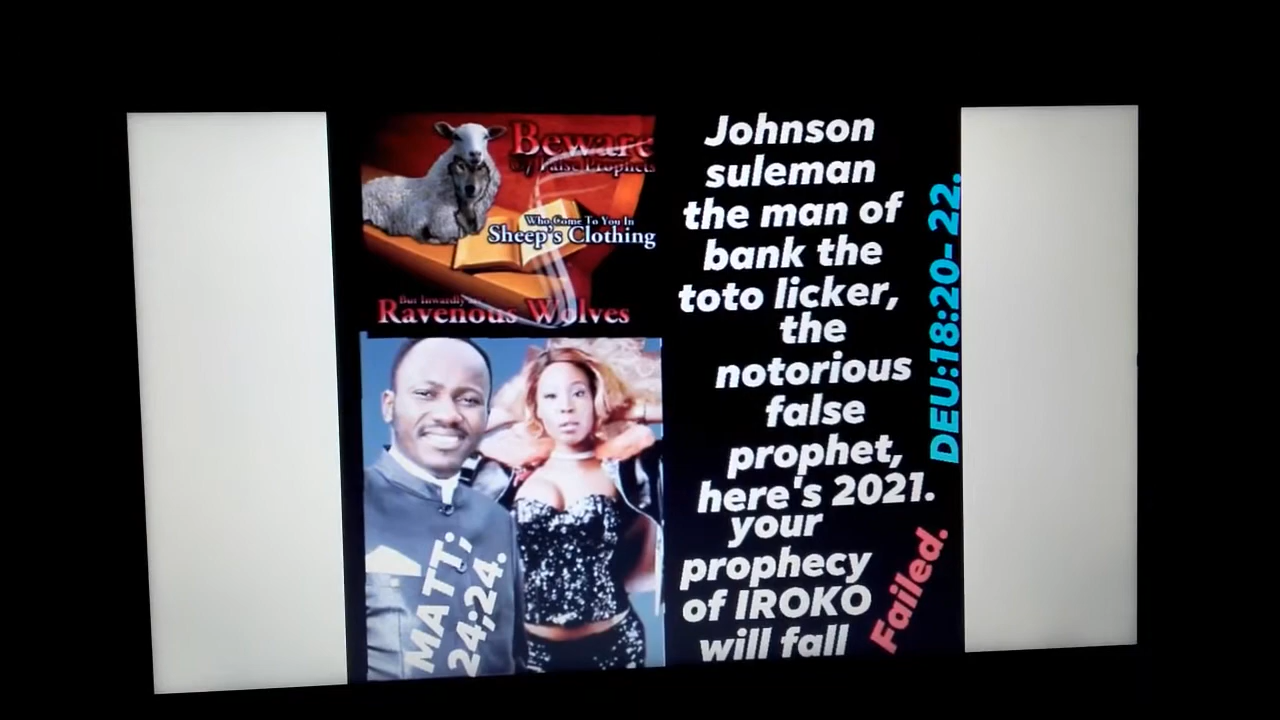 Beware
Of False Prophets
Who Come To You In
Sheep's Clothing
But Inwardly
Ravenous Wolves
MATT;
24;24.
Johnson
suleman
the man of
bank the
toto licker,
the
notorious
false
prophet,
here's 2021.
your
prophecy
of IROKO
will fall
DEU:18:20-22.
Failed.